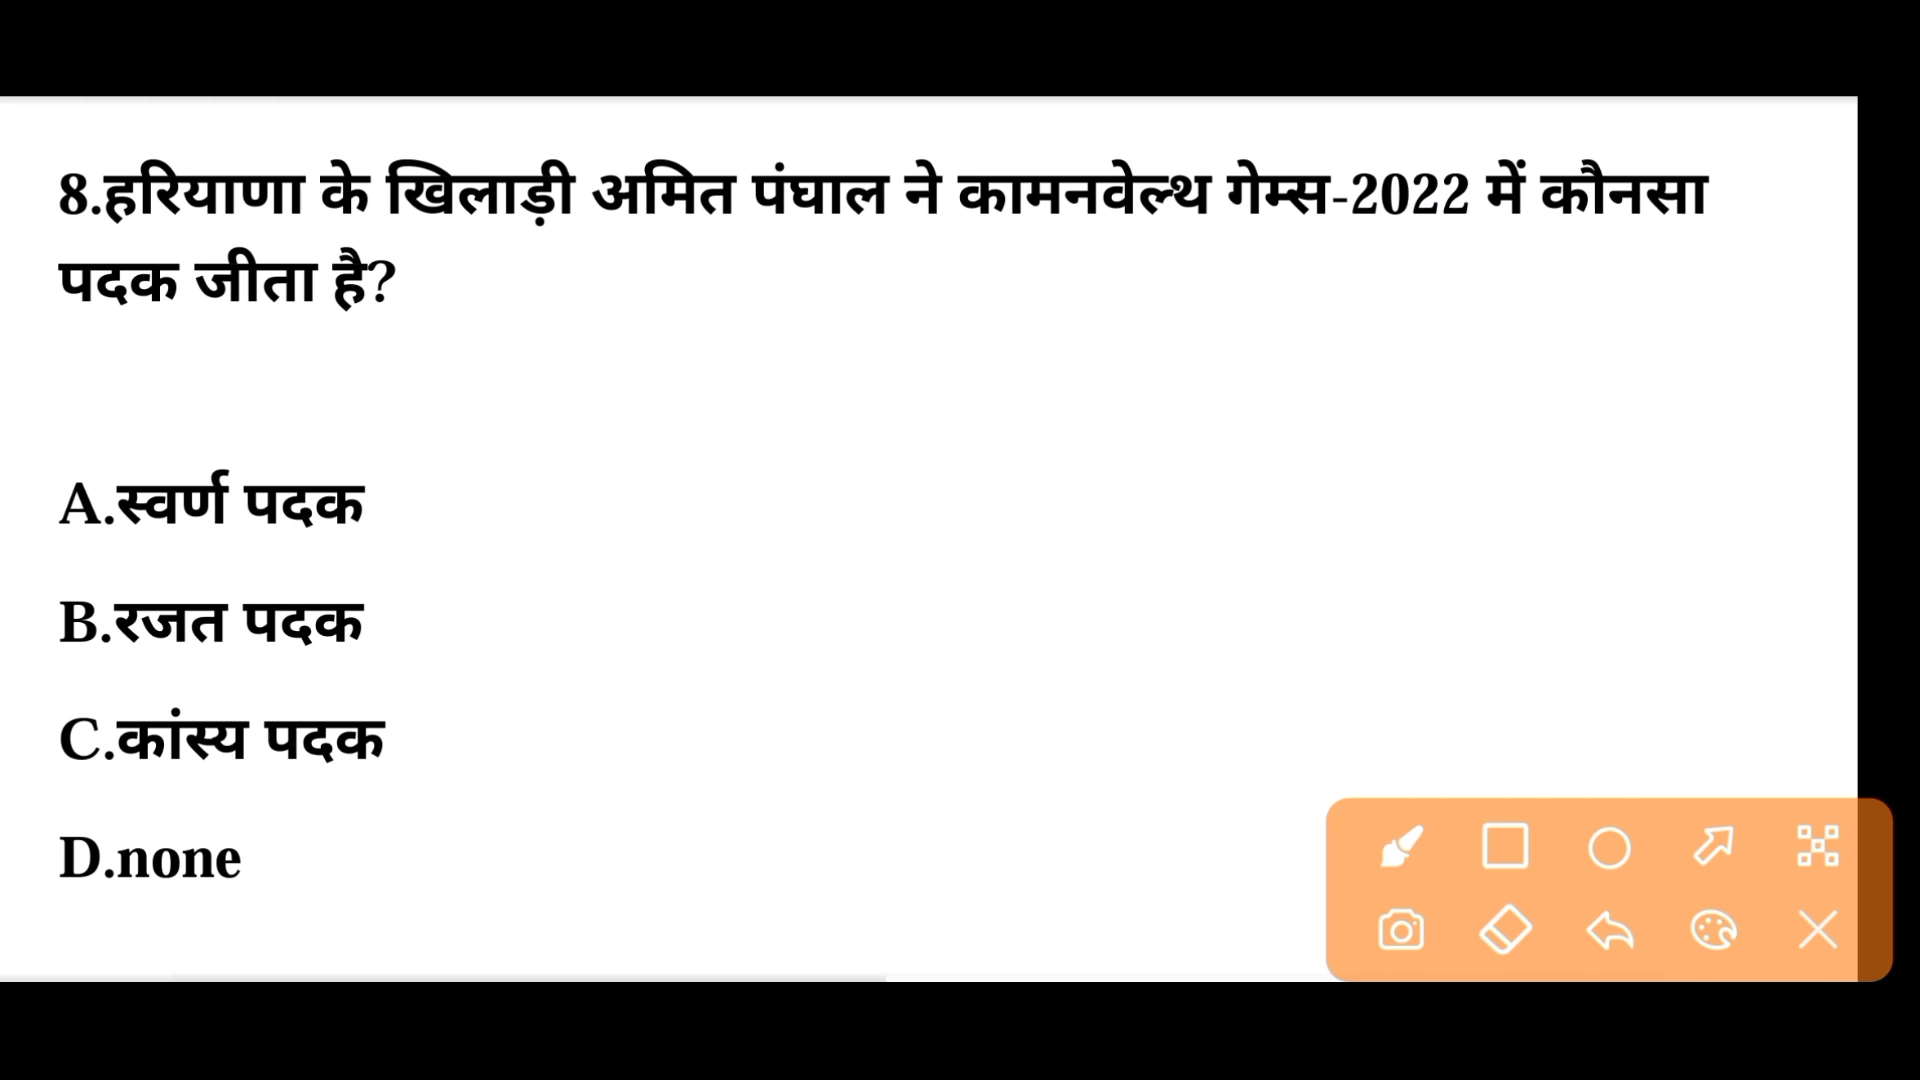 8.हरियाणा के खिलाड़ी अमित पंघाल ने कामनवेल्थ गेम्स-2022 में कौनसा
पदक जीता है?
A.स्वर्ण पदक
B.रजत पदक
C.कांस्य पदक
D.none